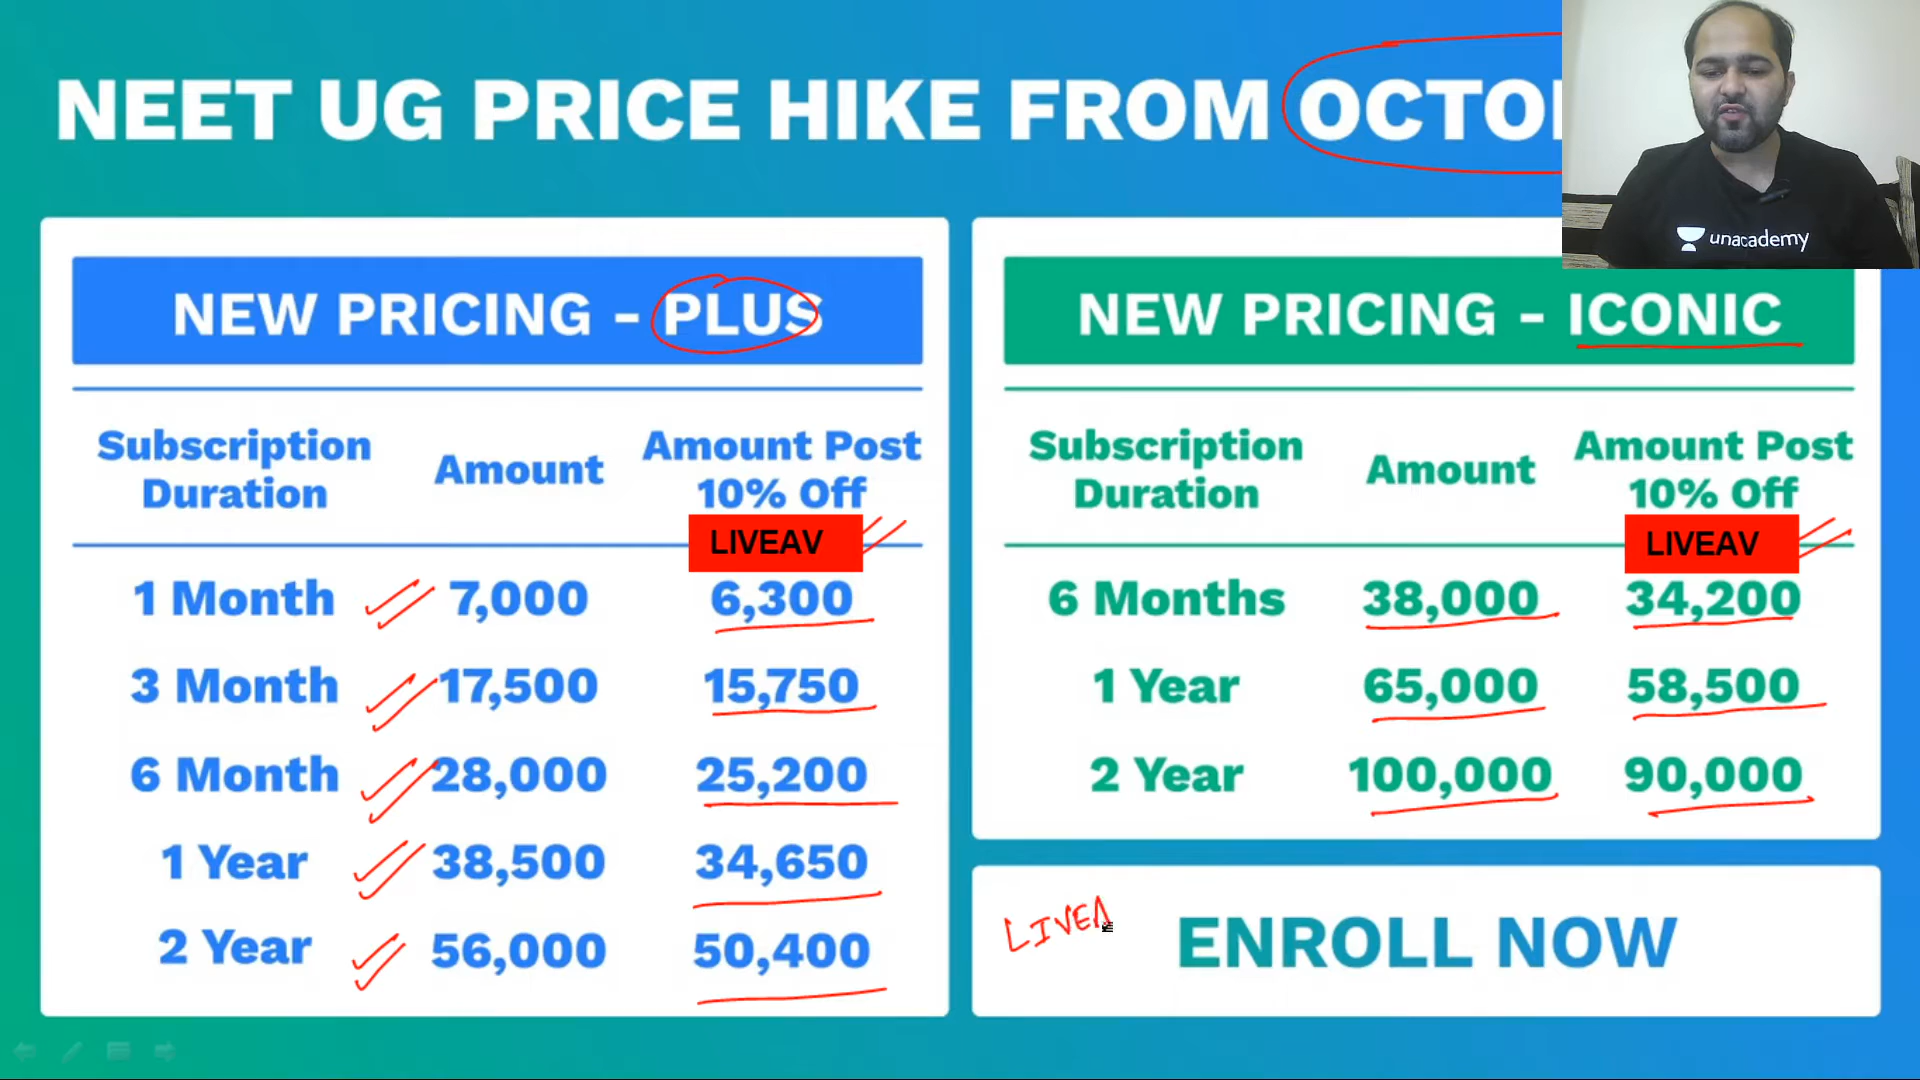 NEET UG PRICE HIKE FROM OCTO
unacademy
NEW PRICING - PLUS
Subscription Duration Amount Amount Post 10% Off
LIVEAV
1 Month 7,000 6,300
3 Month 17,500 15,750
6 Month 28,000 25,200
1 Year 38,500 34,650
2 Year 56,000 50,400
NEW PRICING - ICONIC
Subscription Duration Amount Amount Post 10% Off
LIVEAV
6 Months 38,000 34,200
1 Year 65,000 58,500
2 Year 100,000 90,000
LIVEA
ENROLL NOW